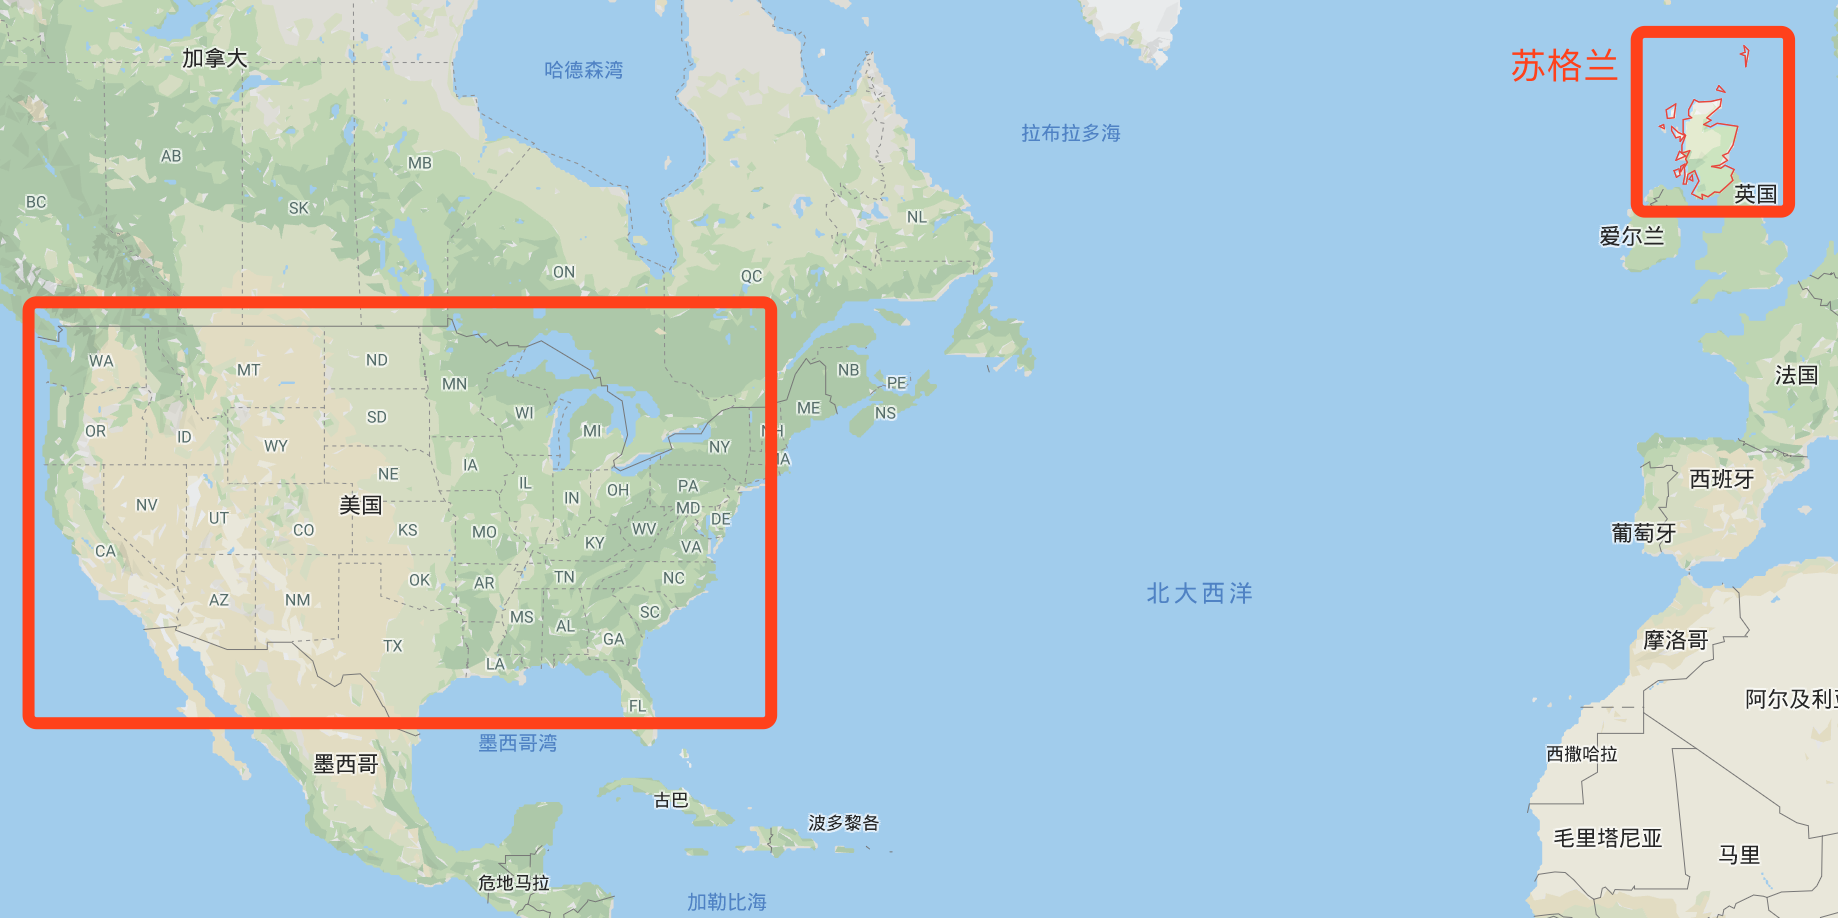 加拿大
哈德森湾
苏格兰
拉布拉多海
AB
MB
BC
SK
英国
NL
爱尔兰
ON
QC
WA
MT
ND
MN
NB
PE
法国
OR
ID
WY
SD
WI
MI
ME
NS
NH
NY
MA
IA
NE
IL
IN
OH
PA
西班牙
NV
UT
美国
CO
KS
MO
KY
WV
MD
DE
VA
葡萄牙
CA
AZ
NM
OK
AR
TN
NC
北大西洋
TX
MS
AL
GA
SC
摩洛哥
LA
FL
阿尔及利亚
墨西哥湾
墨西哥
西撒哈拉
古巴
波多黎各
毛里塔尼亚
马里
危地马拉
加勒比海